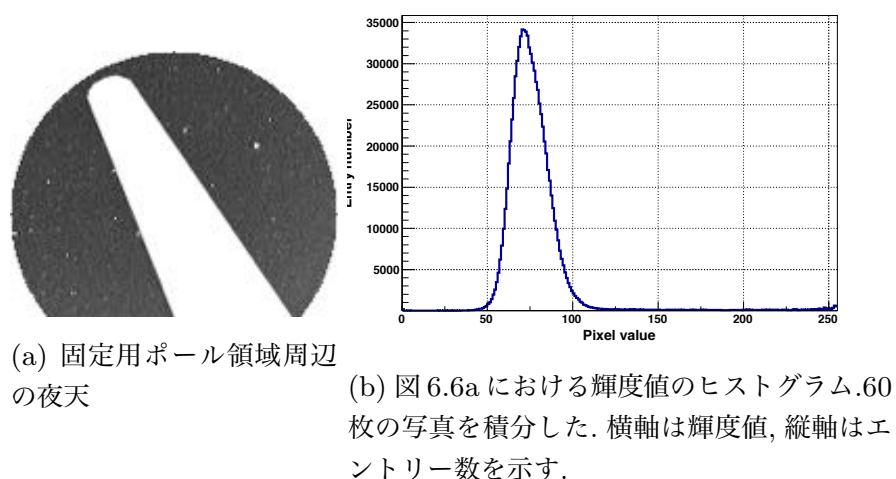 35000
30000
25000
20000
15000
10000
5000
0
50
100
150
200
250
Pixel value
(a) 固定用ポール領域周辺
の夜天
(b) 図 6.6a における輝度値のヒストグラム.60
枚の写真を積分した. 横軸は輝度値, 縦軸はエ
ントリー数を示す.